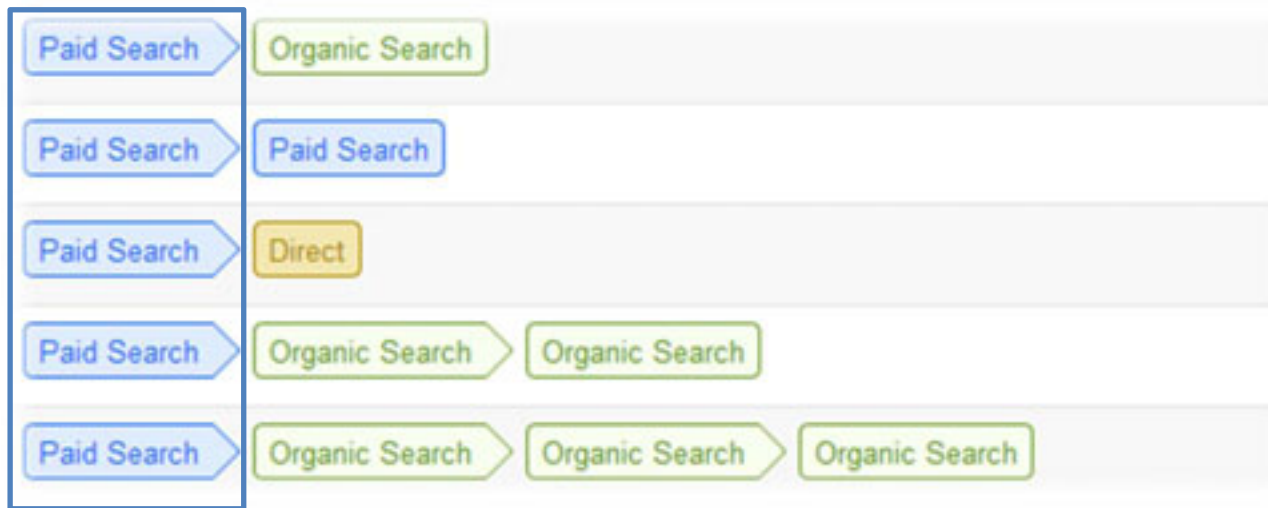 Paid Search Organic Search
Paid Search Paid Search
Paid Search Direct
Paid Search Organic Search Organic Search
Paid Search Organic Search Organic Search Organic Search